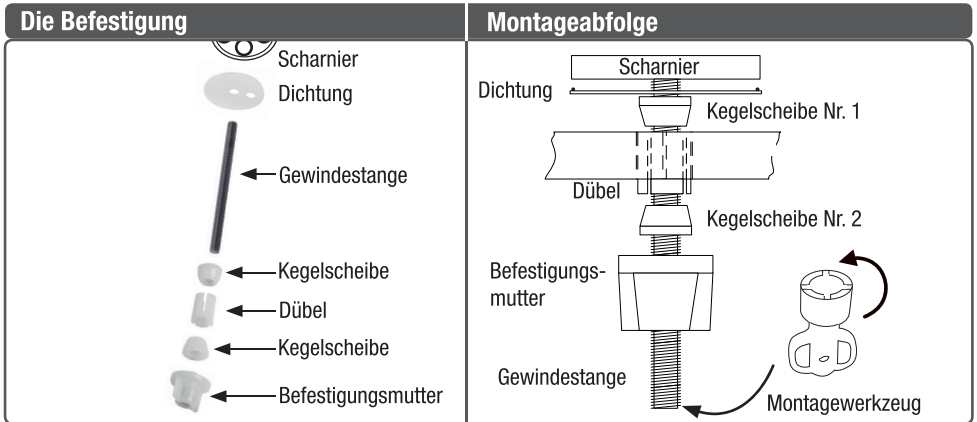 Die Befestigung
Scharnier
Dichtung
Gewindestange
Kegelscheibe
Dübel
Kegelscheibe
Befestigungsmutter
Montageabfolge
Scharnier
Dichtung
Kegelscheibe Nr. 1
Dübel
Kegelscheibe Nr. 2
Befestigungs-
mutter
Gewindestange
Montagewerkzeug